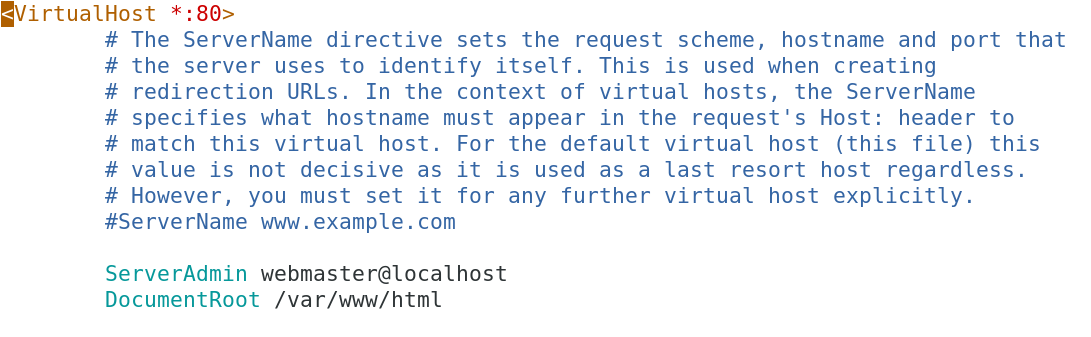 <VirtualHost *:80>
# The ServerName directive sets the request scheme, hostname and port that
# the server uses to identify itself. This is used when creating
# redirection URLs. In the context of virtual hosts, the ServerName
# specifies what hostname must appear in the request's Host: header to
# match this virtual host. For the default virtual host (this file) this
# value is not decisive as it is used as a last resort host regardless.
# However, you must set it for any further virtual host explicitly.
#ServerName www.example.com
ServerAdmin webmaster@localhost
DocumentRoot /var/www/html